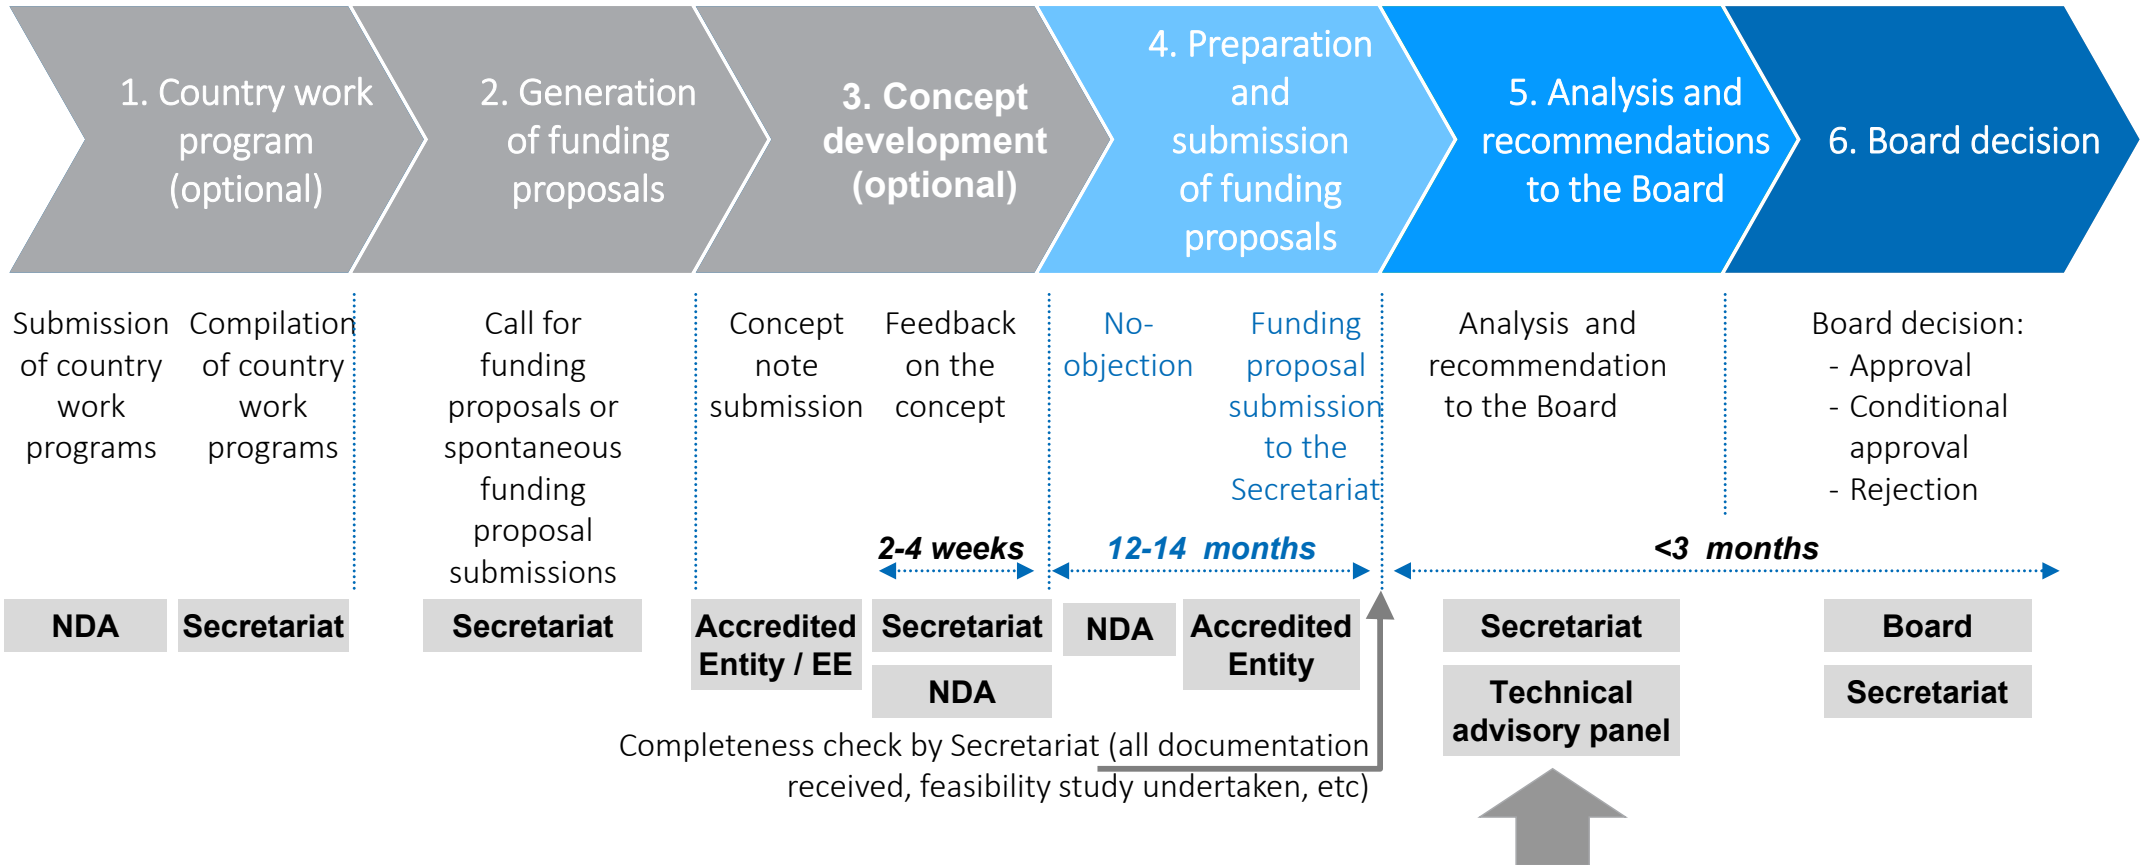 1. Country work
program
(optional)
2. Generation
of funding
proposals
3. Concept
development
(optional)
4. Preparation
and
submission
of funding
proposals
5. Analysis and
recommendations
to the Board
6. Board decision
Submission
of country
work
programs
Compilation
of country
work
programs
Call for
funding
proposals or
spontaneous
funding
proposal
submissions
Concept
note
submission
Feedback
on the
concept
No-
objection
Funding
proposal
submission
to the
Secretariat
Analysis and
recommendation
to the Board
Board decision:
- Approval
- Conditional
approval
- Rejection
2-4 weeks
12-14 months
<3 months
NDA
Secretariat
Secretariat
Accredited
Entity / EE
Secretariat
NDA
NDA
Accredited
Entity
Secretariat
Technical
advisory panel
Board
Secretariat
Completeness check by Secretariat (all documentation
received, feasibility study undertaken, etc)